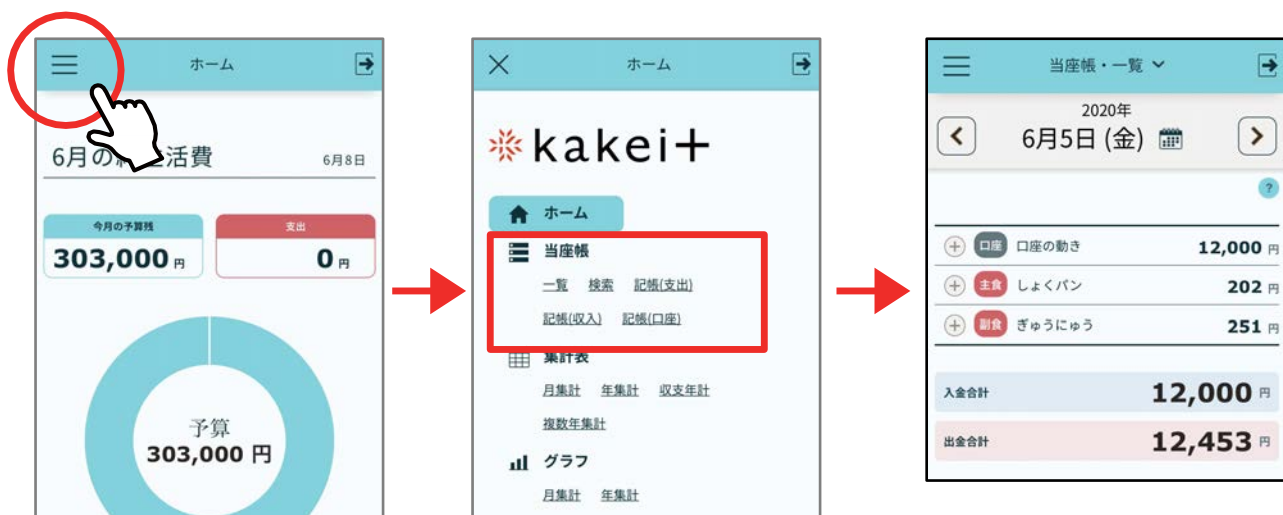 ホーム
6月の
活費
6月8日
今月の予算残
支出
303,000 円
0 円
予算
303,000 円
ホーム
kakei+
ホーム
当座帳
一覧 検索 記帳(支出)
記帳(収入) 記帳(口座)
集計表
月集計 年集計 収支年計
複数年集計
グラフ
月集計 年集計
当座帳・一覧
2020年
6月5日 (金)
?
口座 口座の動き 12,000 円
主食 しょくパン 202 円
副食 ぎゅうにゅう 251 円
入金合計 12,000 円
出金合計 12,453 円